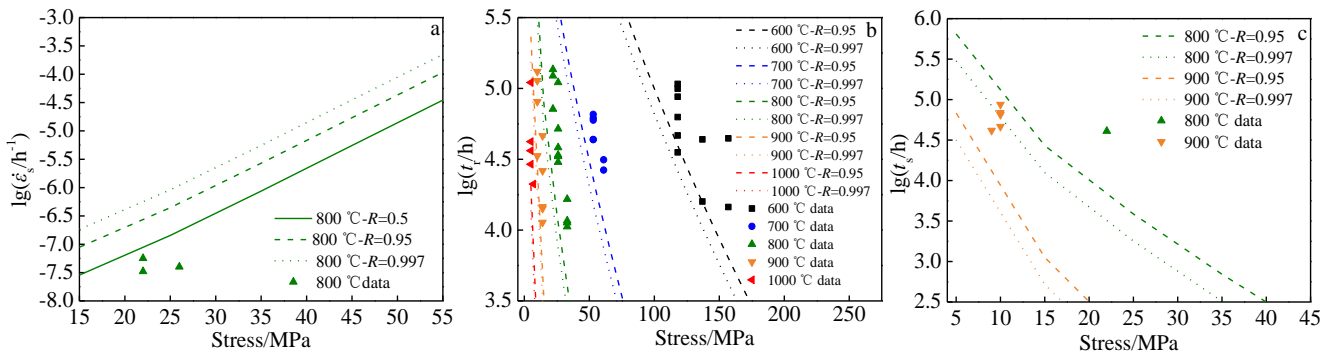 a
lg(ε̇s/h⁻¹)
-3.0
-3.5
-4.0
-4.5
-5.0
-5.5
-6.0
-6.5
-7.0
-7.5
-8.0
800 ℃-R=0.5
800 ℃-R=0.95
800 ℃-R=0.997
800 ℃data
15 20 25 30 35 40 45 50 55
Stress/MPa
b
lg(tr/h)
5.5
5.0
4.5
4.0
3.5
600 ℃-R=0.95
600 ℃-R=0.997
700 ℃-R=0.95
700 ℃-R=0.997
800 ℃-R=0.95
800 ℃-R=0.997
900 ℃-R=0.95
900 ℃-R=0.997
1000 ℃-R=0.95
1000 ℃-R=0.997
600 ℃ data
700 ℃ data
800 ℃ data
900 ℃ data
1000 ℃ data
0 50 100 150 200 250
Stress/MPa
c
lg(ts/h)
6.0
5.5
5.0
4.5
4.0
3.5
3.0
2.5
800 ℃-R=0.95
800 ℃-R=0.997
900 ℃-R=0.95
900 ℃-R=0.997
800 ℃ data
900 ℃ data
5 10 15 20 25 30 35 40 45
Stress/MPa